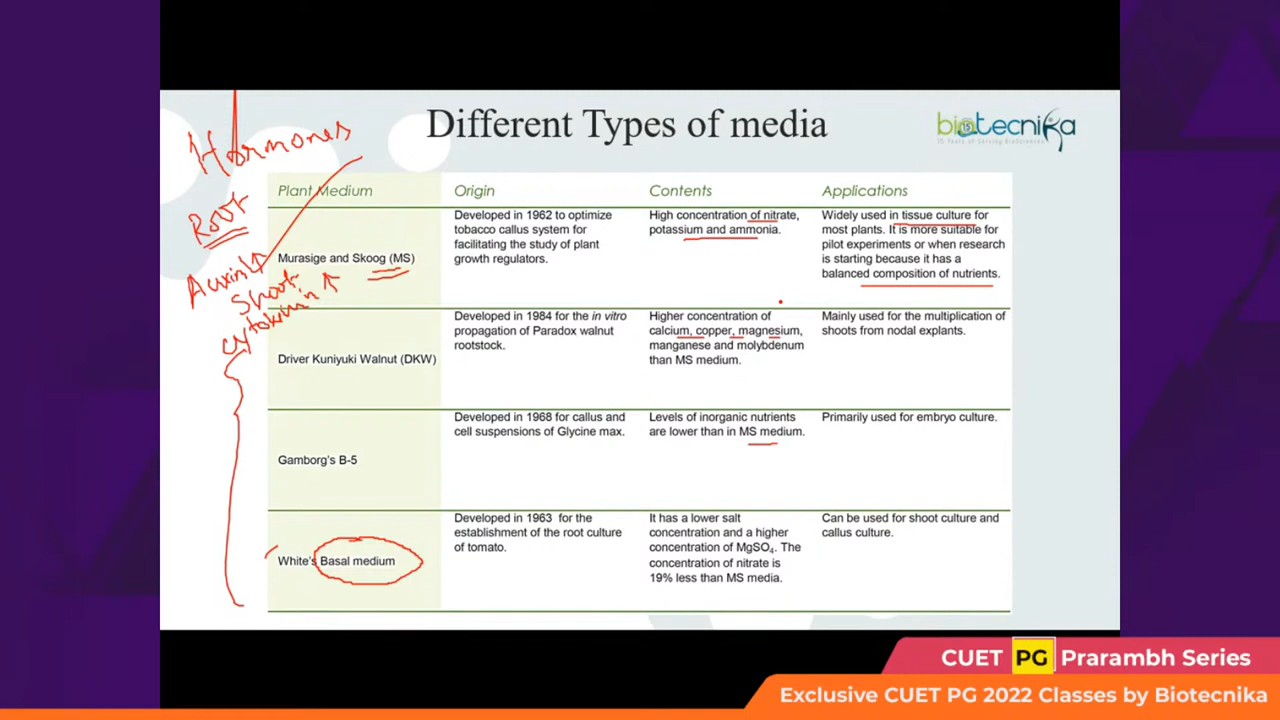 Different Types of media
biotecnika
15 Years of Serving BioSciences
Hormones
Root
Auxin↑
Shoot
Cytokinin ↑
Plant Medium
Origin
Contents
Applications
Murasige and Skoog (MS)
Developed in 1962 to optimize
tobacco callus system for
facilitating the study of plant
growth regulators.
High concentration of nitrate,
potassium and ammonia.
Widely used in tissue culture for
most plants. It is more suitable for
pilot experiments or when research
is starting because it has a
balanced composition of nutrients.
Driver Kuniyuki Walnut (DKW)
Developed in 1984 for the in vitro
propagation of Paradox walnut
rootstock.
Higher concentration of
calcium, copper, magnesium,
manganese and molybdenum
than MS medium.
Mainly used for the multiplication of
shoots from nodal explants.
Gamborg's B-5
Developed in 1968 for callus and
cell suspensions of Glycine max.
Levels of inorganic nutrients
are lower than in MS medium.
Primarily used for embryo culture.
White's Basal medium
Developed in 1963 for the
establishment of the root culture
of tomato.
It has a lower salt
concentration and a higher
concentration of MgSO₄. The
concentration of nitrate is
19% less than MS media.
Can be used for shoot culture and
callus culture.
CUET PG Prarambh Series
Exclusive CUET PG 2022 Classes by Biotecnika